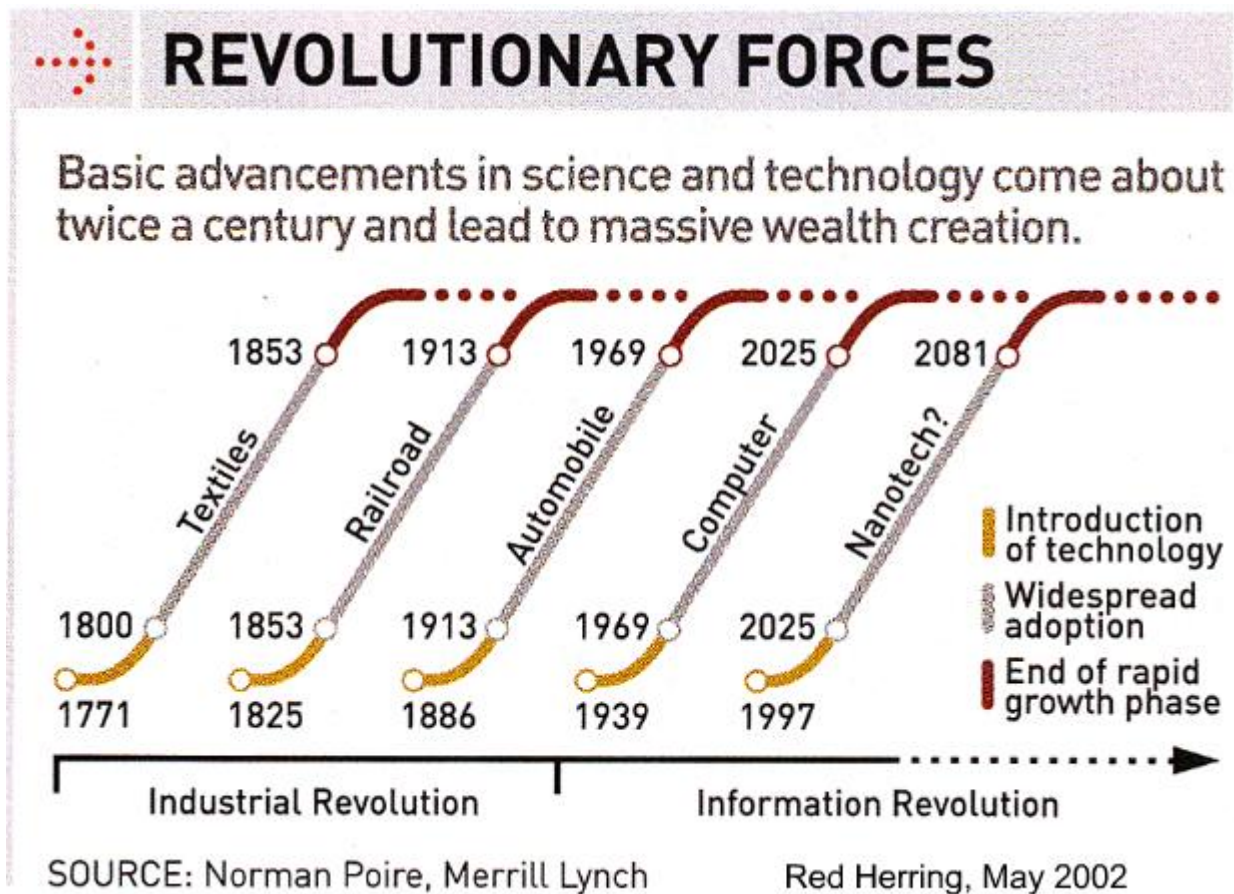 REVOLUTIONARY FORCES
Basic advancements in science and technology come about
twice a century and lead to massive wealth creation.
1853
1913
1969
2025
2081
Textiles
Railroad
Automobile
Computer
Nanotech?
1800
1853
1913
1969
2025
1771
1825
1886
1939
1997
Introduction
of technology
Widespread
adoption
End of rapid
growth phase
Industrial Revolution
Information Revolution
SOURCE: Norman Poire, Merrill Lynch
Red Herring, May 2002